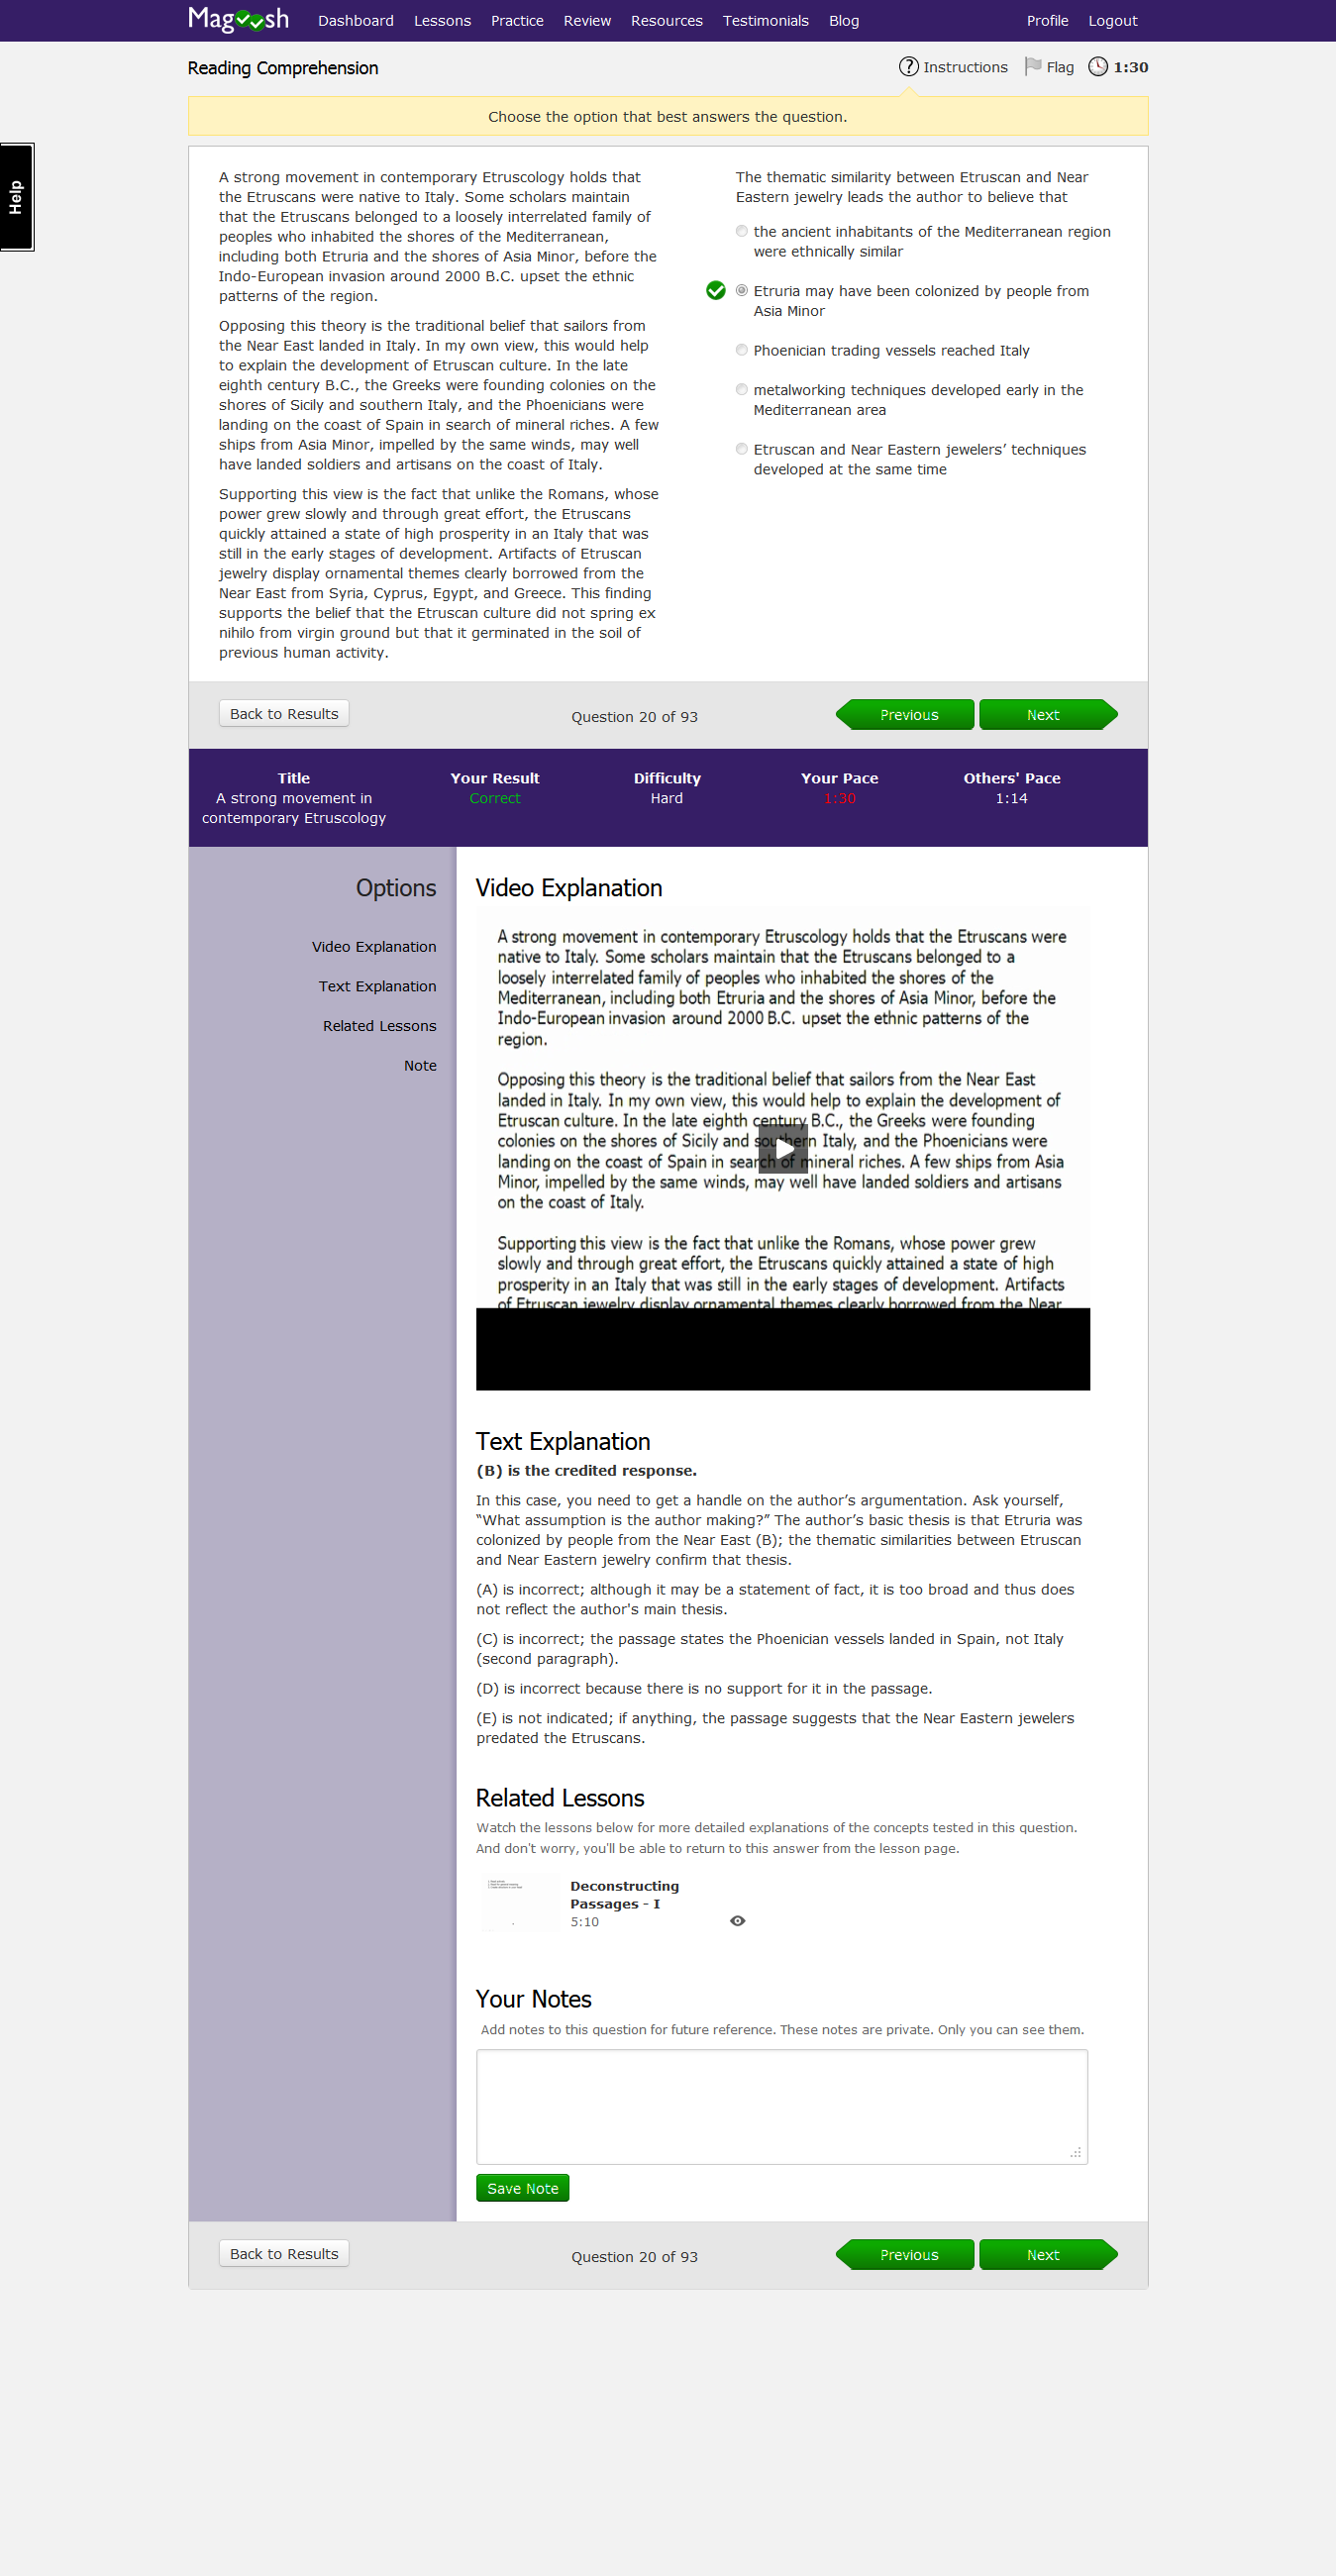 Magoosh
Dashboard
Lessons
Practice
Review
Resources
Testimonials
Blog
Profile
Logout
Reading Comprehension
Instructions
Flag
1:30
Choose the option that best answers the question.
Help
A strong movement in contemporary Etruscology holds that
the Etruscans were native to Italy. Some scholars maintain
that the Etruscans belonged to a loosely interrelated family of
peoples who inhabited the shores of the Mediterranean,
including both Etruria and the shores of Asia Minor, before the
Indo-European invasion around 2000 B.C. upset the ethnic
patterns of the region.
Opposing this theory is the traditional belief that sailors from
the Near East landed in Italy. In my own view, this would help
to explain the development of Etruscan culture. In the late
eighth century B.C., the Greeks were founding colonies on the
shores of Sicily and southern Italy, and the Phoenicians were
landing on the coast of Spain in search of mineral riches. A few
ships from Asia Minor, impelled by the same winds, may well
have landed soldiers and artisans on the coast of Italy.
Supporting this view is the fact that unlike the Romans, whose
power grew slowly and through great effort, the Etruscans
quickly attained a state of high prosperity in an Italy that was
still in the early stages of development. Artifacts of Etruscan
jewelry display ornamental themes clearly borrowed from the
Near East from Syria, Cyprus, Egypt, and Greece. This finding
supports the belief that the Etruscan culture did not spring ex
nihilo from virgin ground but that it germinated in the soil of
previous human activity.
The thematic similarity between Etruscan and Near
Eastern jewelry leads the author to believe that
the ancient inhabitants of the Mediterranean region
were ethnically similar
Etruria may have been colonized by people from
Asia Minor
Phoenician trading vessels reached Italy
metalworking techniques developed early in the
Mediterranean area
Etruscan and Near Eastern jewelers’ techniques
developed at the same time
Back to Results
Question 20 of 93
Previous
Next
Title
A strong movement in
contemporary Etruscology
Your Result
Correct
Difficulty
Hard
Your Pace
1:30
Others' Pace
1:14
Options
Video Explanation
Text Explanation
Related Lessons
Note
Video Explanation
A strong movement in contemporary Etruscology holds that the Etruscans were
native to Italy. Some scholars maintain that the Etruscans belonged to a
loosely interrelated family of peoples who inhabited the shores of the
Mediterranean, including both Etruria and the shores of Asia Minor, before the
Indo-European invasion around 2000 B.C. upset the ethnic patterns of the
region.
Opposing this theory is the traditional belief that sailors from the Near East
landed in Italy. In my own view, this would help to explain the development of
Etruscan culture. In the late eighth century B.C., the Greeks were founding
colonies on the shores of Sicily and southern Italy, and the Phoenicians were
landing on the coast of Spain in search of mineral riches. A few ships from Asia
Minor, impelled by the same winds, may well have landed soldiers and artisans
on the coast of Italy.
Supporting this view is the fact that unlike the Romans, whose power grew
slowly and through great effort, the Etruscans quickly attained a state of high
prosperity in an Italy that was still in the early stages of development. Artifacts
of Etruscan jewelry display ornamental themes clearly borrowed from the Near
Text Explanation
(B) is the credited response.
In this case, you need to get a handle on the author’s argumentation. Ask yourself,
“What assumption is the author making?” The author’s basic thesis is that Etruria was
colonized by people from the Near East (B); the thematic similarities between Etruscan
and Near Eastern jewelry confirm that thesis.
(A) is incorrect; although it may be a statement of fact, it is too broad and thus does
not reflect the author's main thesis.
(C) is incorrect; the passage states the Phoenician vessels landed in Spain, not Italy
(second paragraph).
(D) is incorrect because there is no support for it in the passage.
(E) is not indicated; if anything, the passage suggests that the Near Eastern jewelers
predated the Etruscans.
Related Lessons
Watch the lessons below for more detailed explanations of the concepts tested in this question.
And don't worry, you'll be able to return to this answer from the lesson page.
Deconstructing
Passages - I
5:10
Your Notes
Add notes to this question for future reference. These notes are private. Only you can see them.
Save Note
Back to Results
Question 20 of 93
Previous
Next